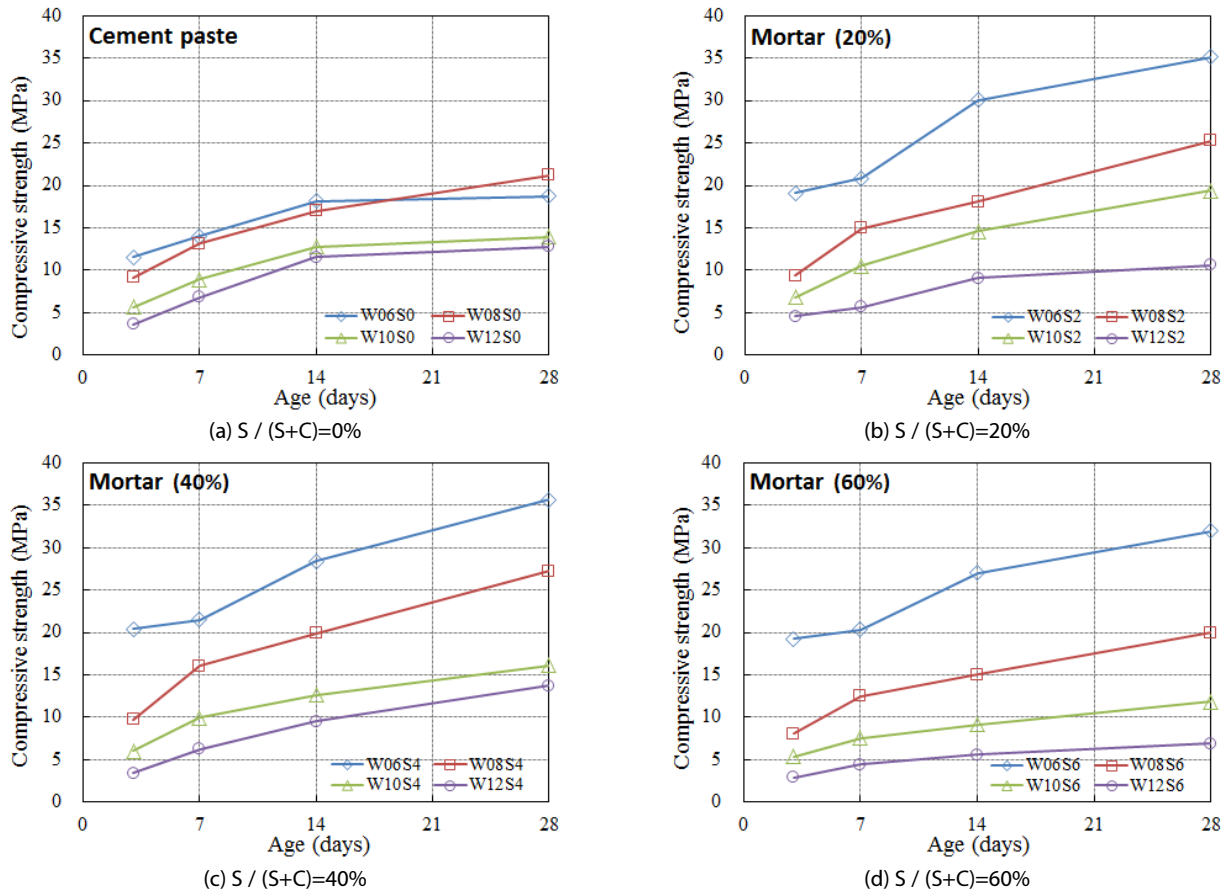 Cement paste
Compressive strength (MPa)
40
35
30
25
20
15
10
5
0
W06S0 W08S0
W10S0 W12S0
0 7 14 21 28
Age (days)
(a) S / (S+C)=0%
Mortar (20%)
Compressive strength (MPa)
40
35
30
25
20
15
10
5
0
W06S2 W08S2
W10S2 W12S2
0 7 14 21 28
Age (days)
(b) S / (S+C)=20%
Mortar (40%)
Compressive strength (MPa)
40
35
30
25
20
15
10
5
0
W06S4 W08S4
W10S4 W12S4
0 7 14 21 28
Age (days)
(c) S / (S+C)=40%
Mortar (60%)
Compressive strength (MPa)
40
35
30
25
20
15
10
5
0
W06S6 W08S6
W10S6 W12S6
0 7 14 21 28
Age (days)
(d) S / (S+C)=60%